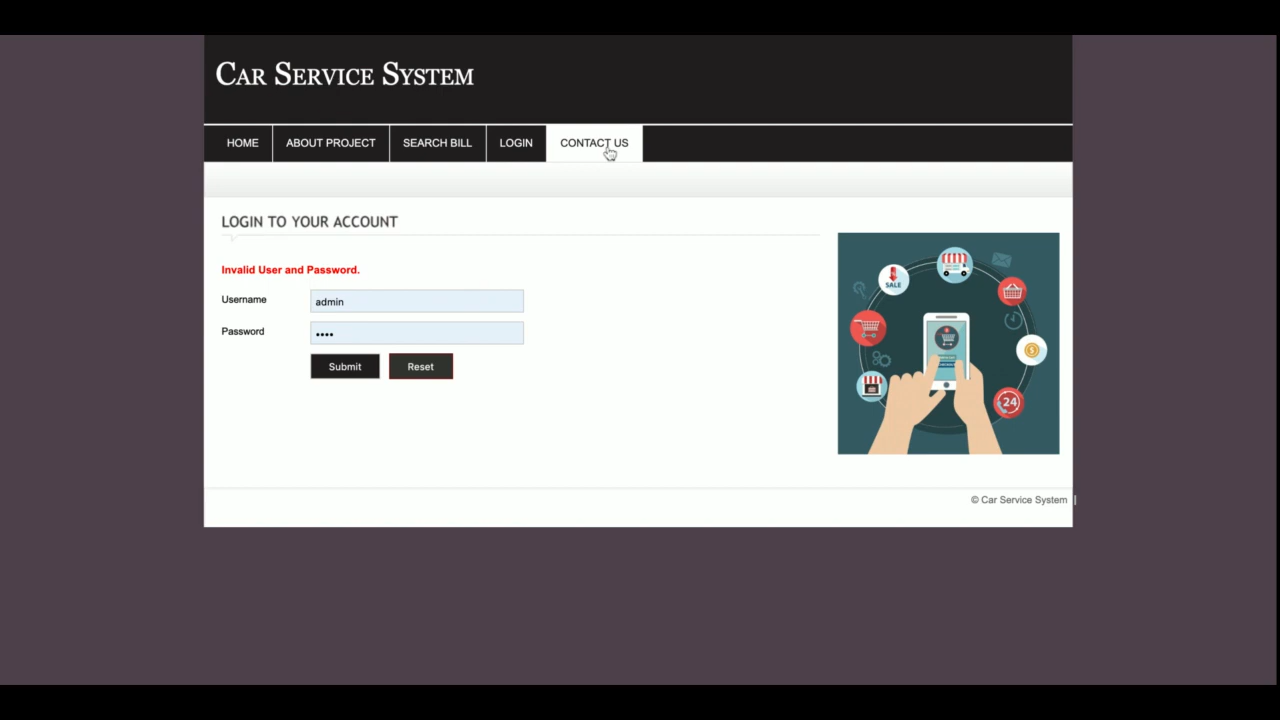 Car Service System
HOME ABOUT PROJECT SEARCH BILL LOGIN CONTACT US
LOGIN TO YOUR ACCOUNT
Invalid User and Password.
Username admin
Password ••••
Submit Reset
SALE
24
© Car Service System |